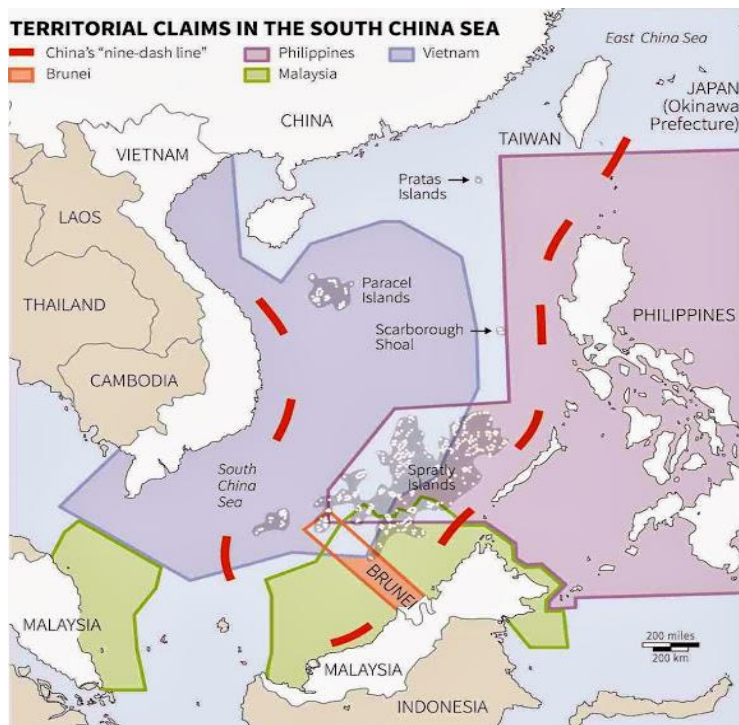 TERRITORIAL CLAIMS IN THE SOUTH CHINA SEA
China's "nine-dash line"
Philippines
Vietnam
Brunei
Malaysia
East China Sea
JAPAN
(Okinawa
Prefecture)
CHINA
TAIWAN
VIETNAM
Pratas
Islands
LAOS
Paracel
Islands
THAILAND
Scarborough
Shoal
PHILIPPINES
CAMBODIA
South
China
Sea
Spratly
Islands
BRUNEI
MALAYSIA
MALAYSIA
INDONESIA
200 miles
200 km